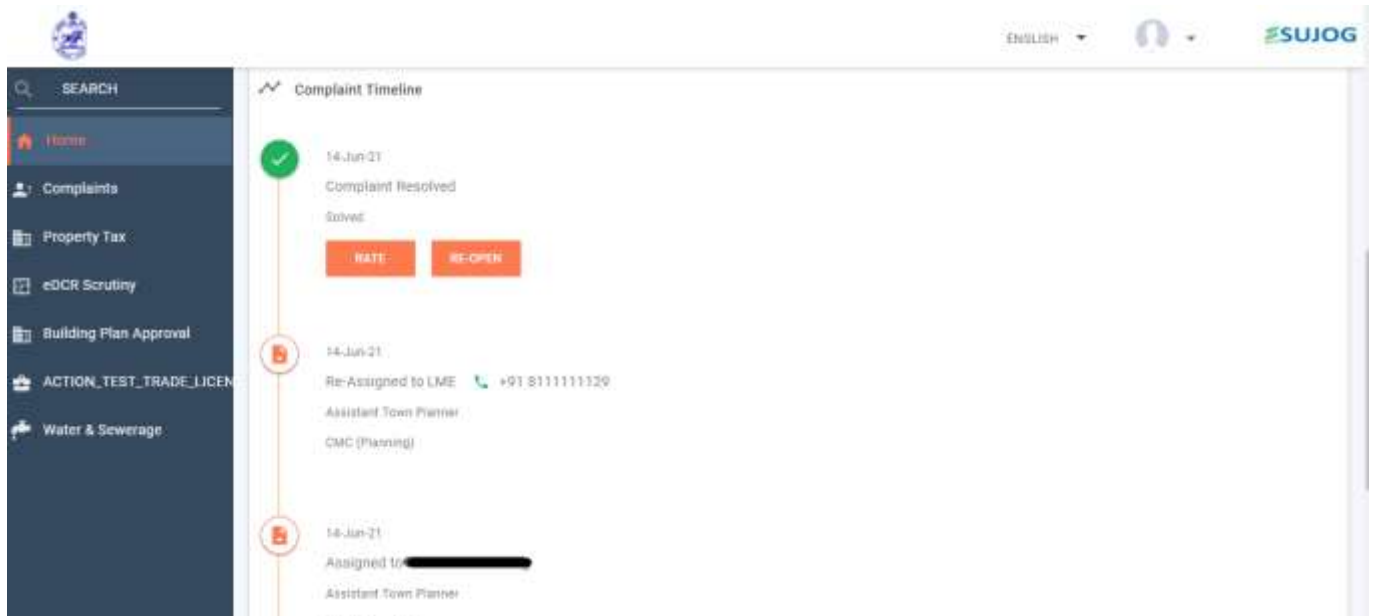 ENGLISH
SUJOG
SEARCH
Complaint Timeline
Home
14-Jun-21
Complaint Resolved
Complaints
Solved
Property Tax
RATE
RE-OPEN
eDCR Scrutiny
Building Plan Approval
14-Jun-21
ACTION_TEST_TRADE_LICEN
Re-Assigned to LME +91 8111111129
Assistant Town Planner
Water & Sewerage
CMC (Planning)
14-Jun-21
Assigned to
Assistant Town Planner